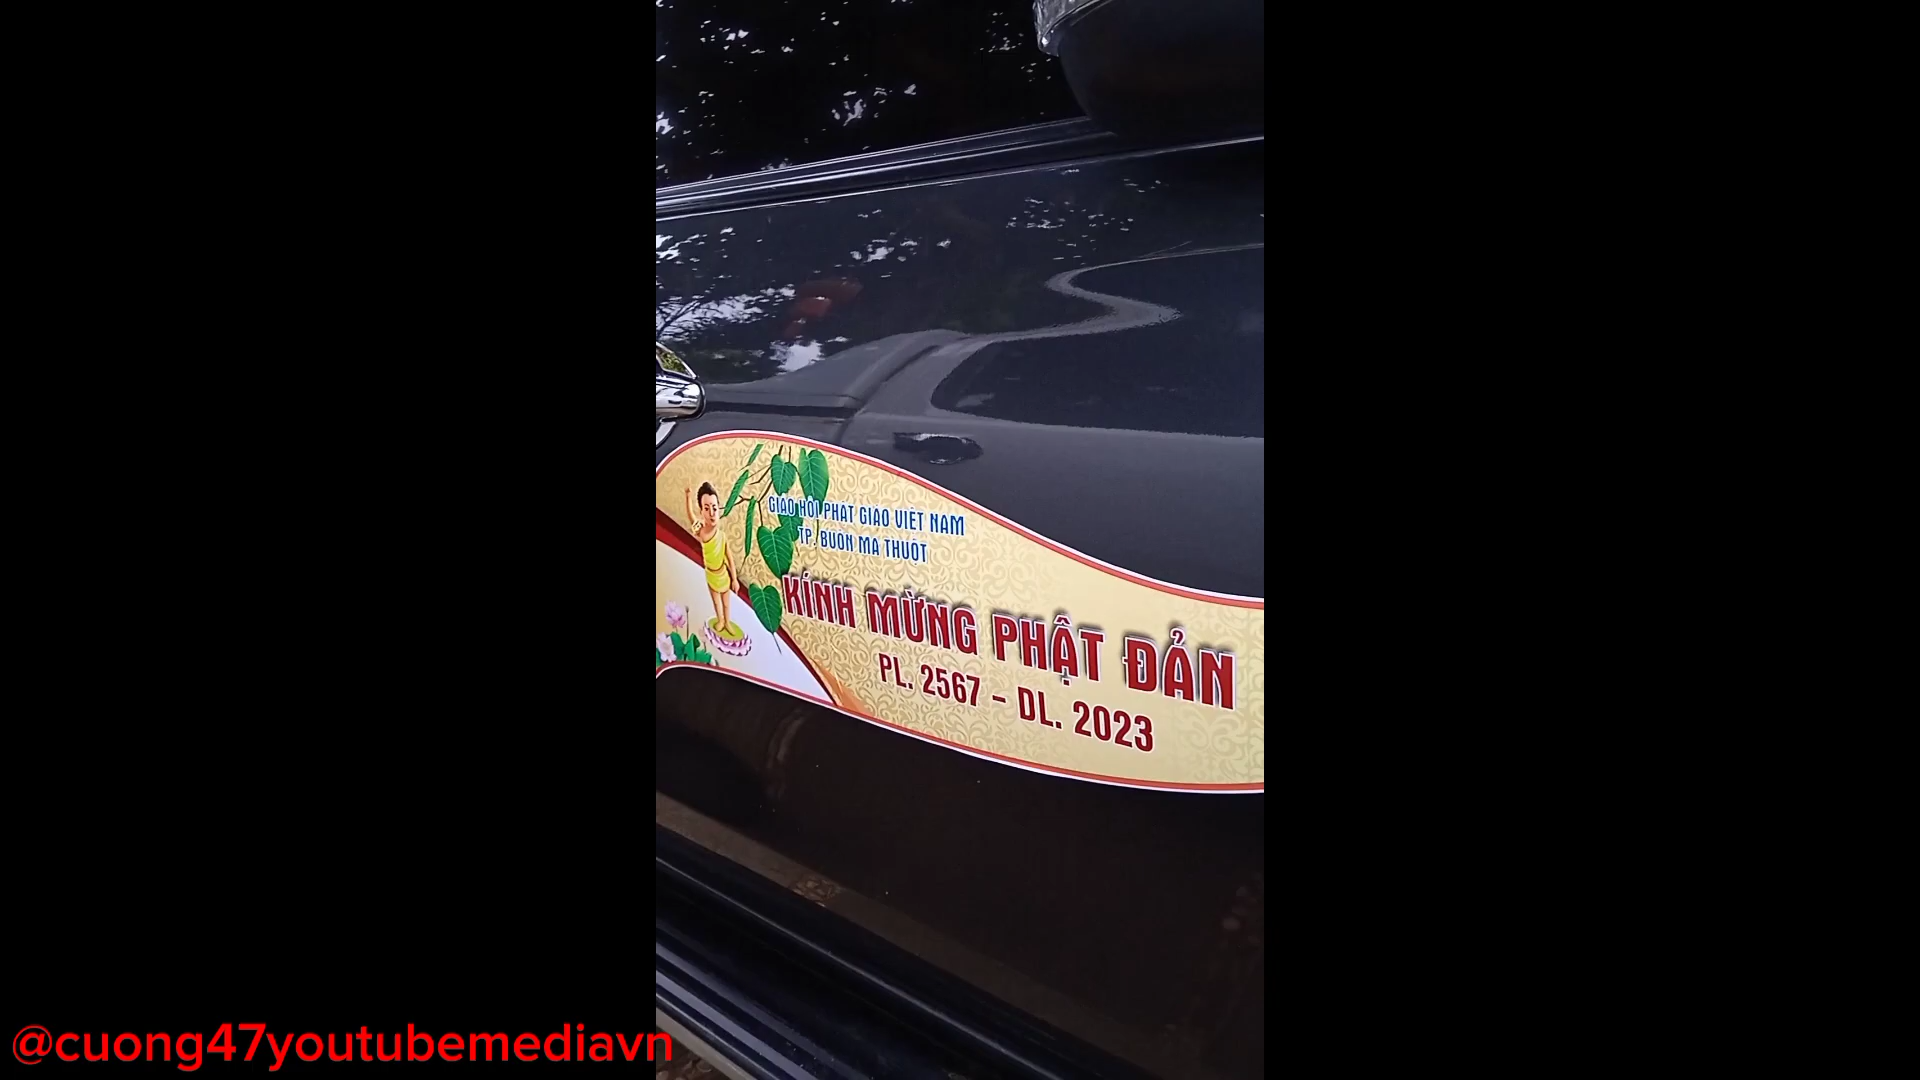 GIÁO HỘI PHẬT GIÁO VIỆT NAM
TP. BUÔN MA THUỘT
KÍNH MỪNG PHẬT ĐẢN
PL. 2567 - DL. 2023
@cuong47youtubemediavn